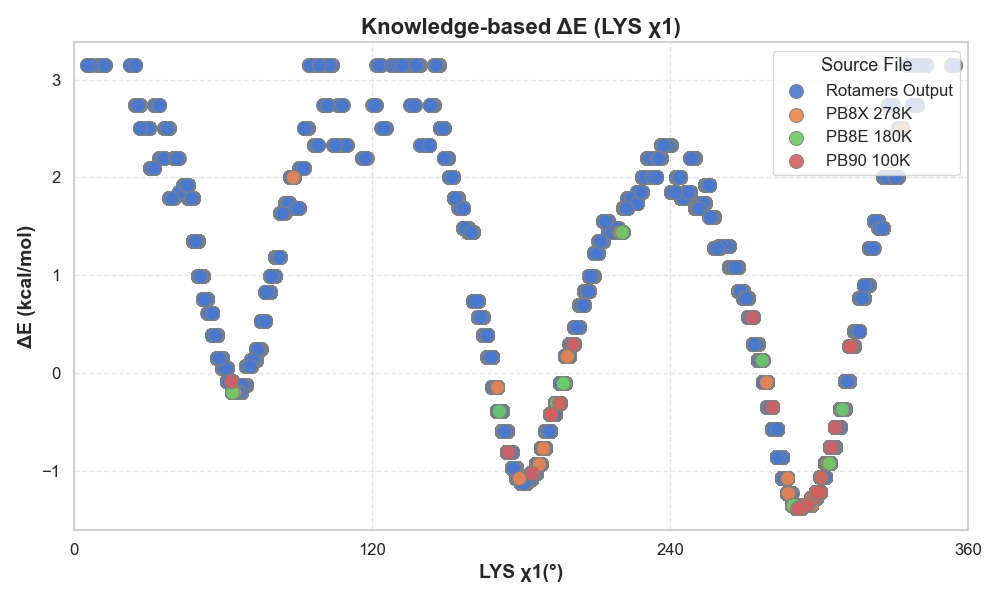 Knowledge-based ΔE (LYS χ1)
Source File
Rotamers Output
PB8X 278K
PB8E 180K
PB90 100K
ΔE (kcal/mol)
3
2
1
0
−1
0
120
240
360
LYS χ1(°)